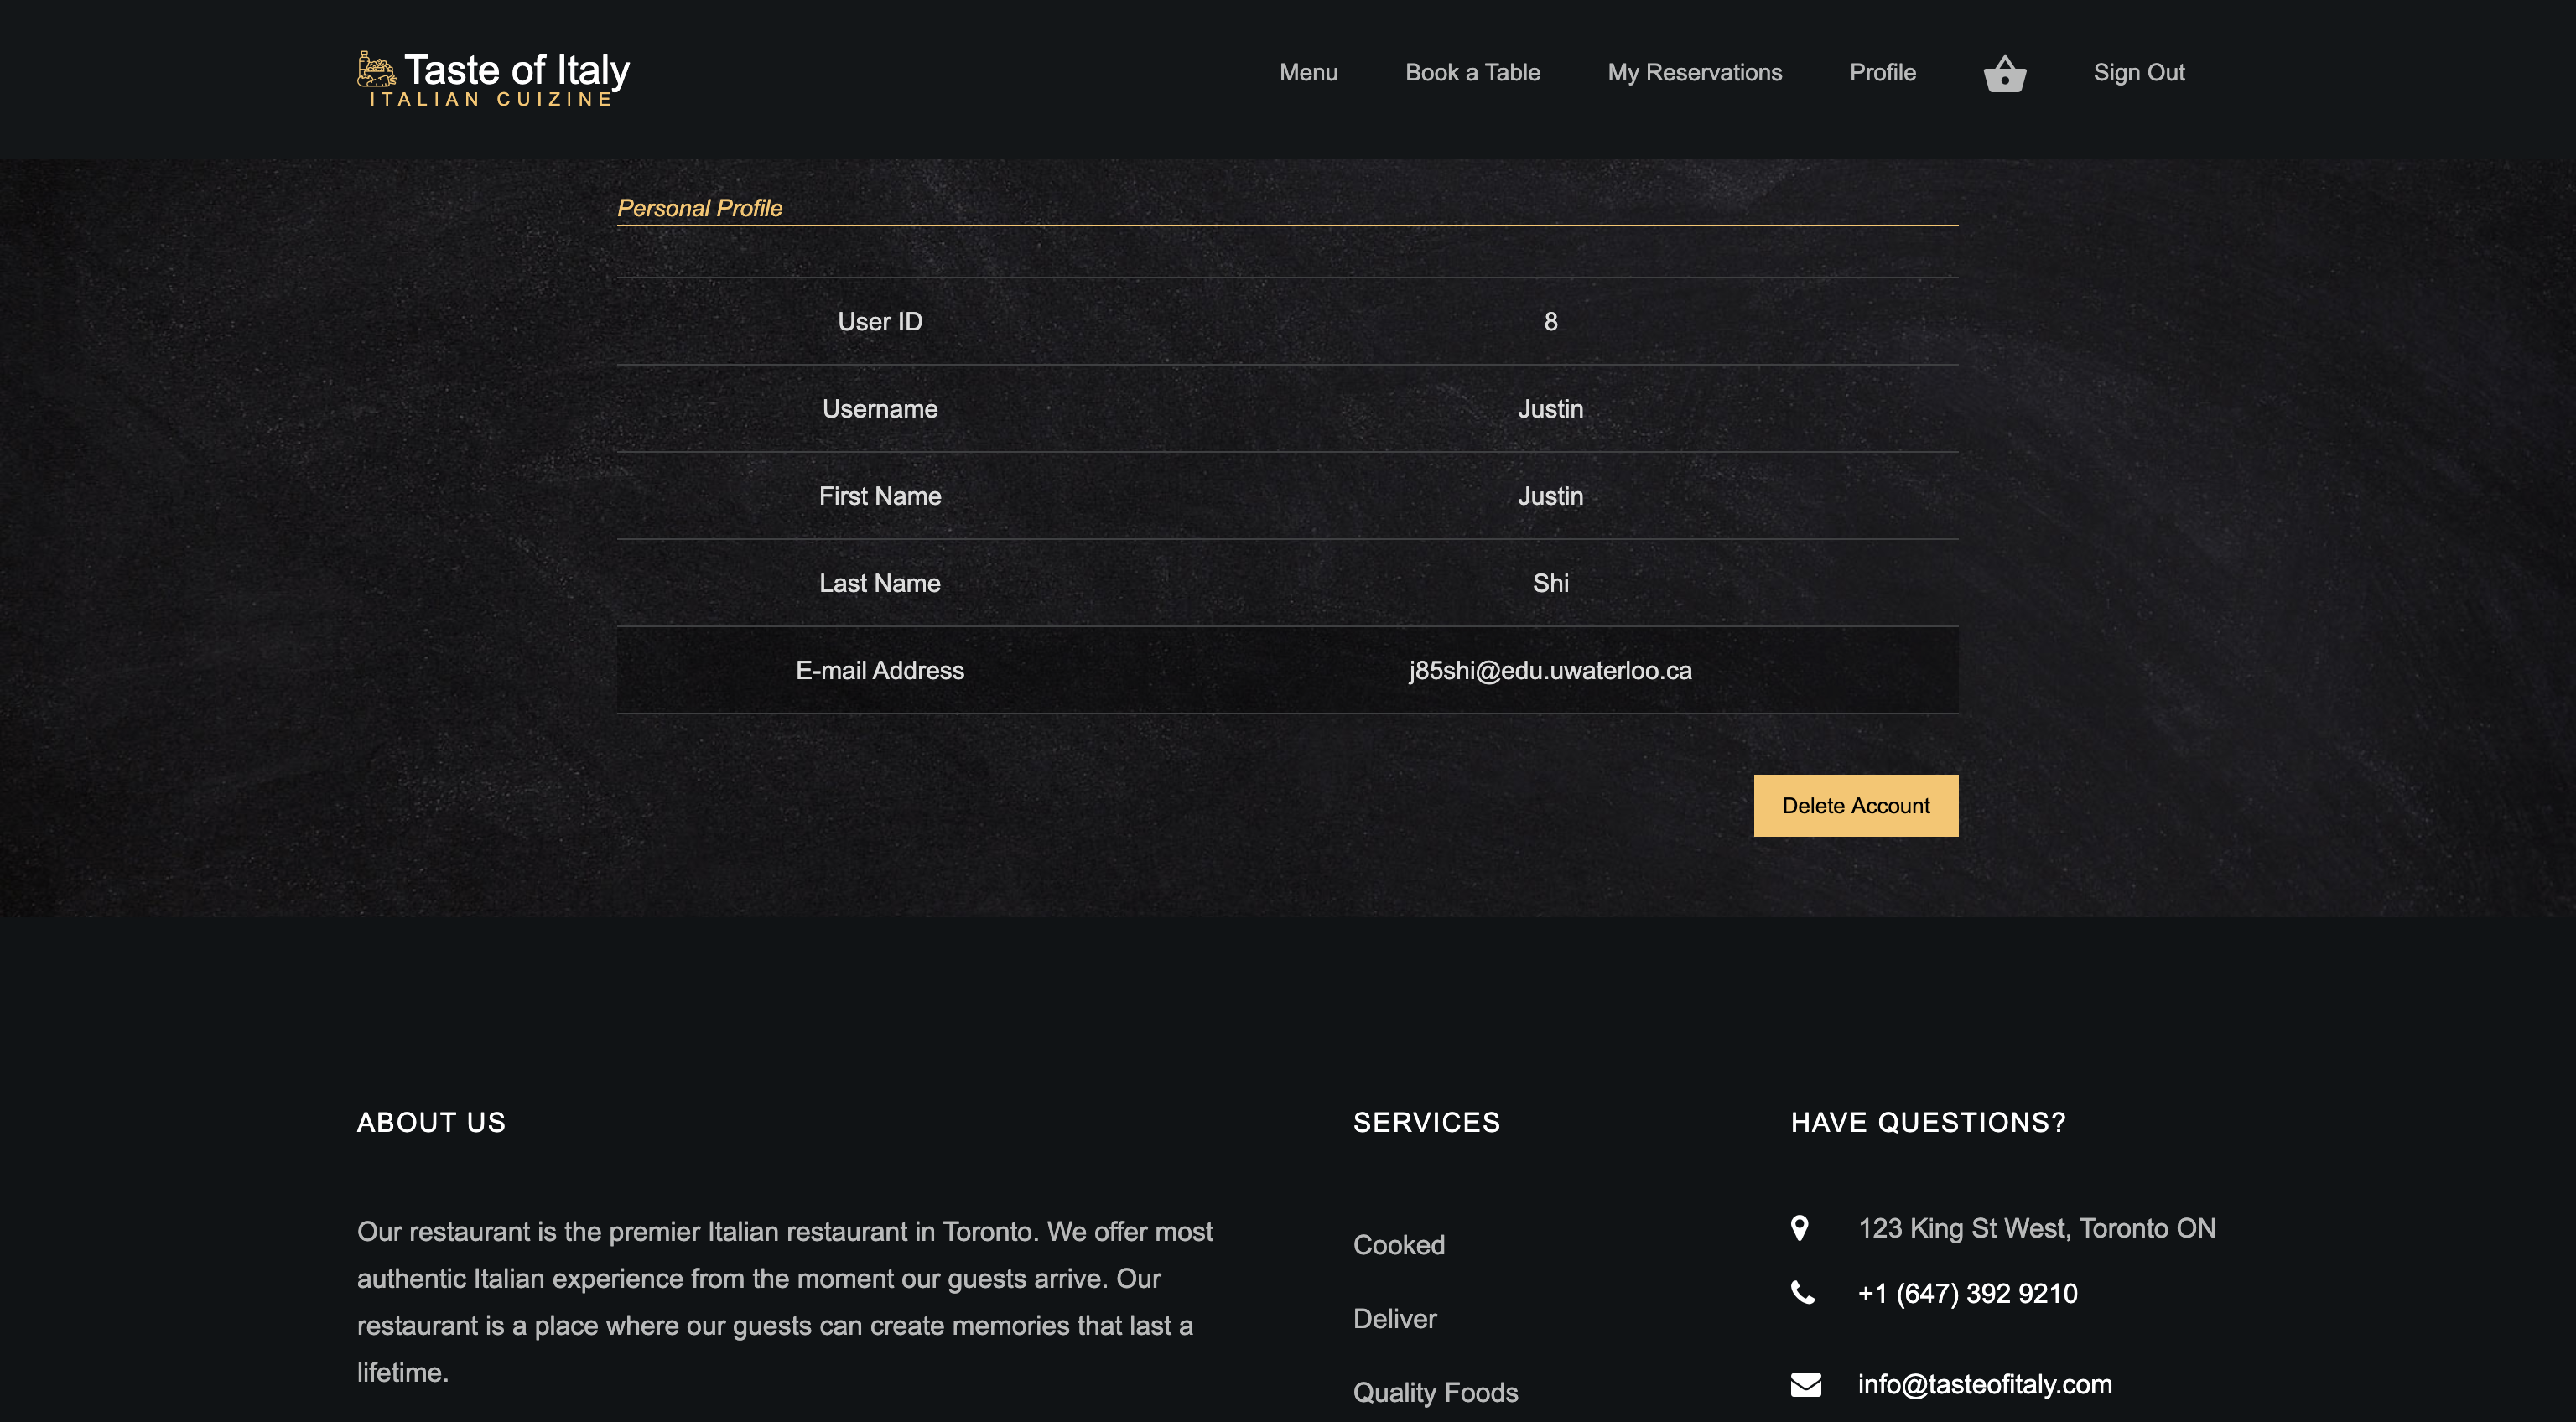 Taste of Italy
ITALIAN CUIZINE
Menu Book a Table My Reservations Profile Sign Out
Personal Profile
User ID 8
Username Justin
First Name Justin
Last Name Shi
E-mail Address j85shi@edu.uwaterloo.ca
Delete Account
ABOUT US
Our restaurant is the premier Italian restaurant in Toronto. We offer most
authentic Italian experience from the moment our guests arrive. Our
restaurant is a place where our guests can create memories that last a
lifetime.
SERVICES
Cooked
Deliver
Quality Foods
HAVE QUESTIONS?
123 King St West, Toronto ON
+1 (647) 392 9210
info@tasteofitaly.com